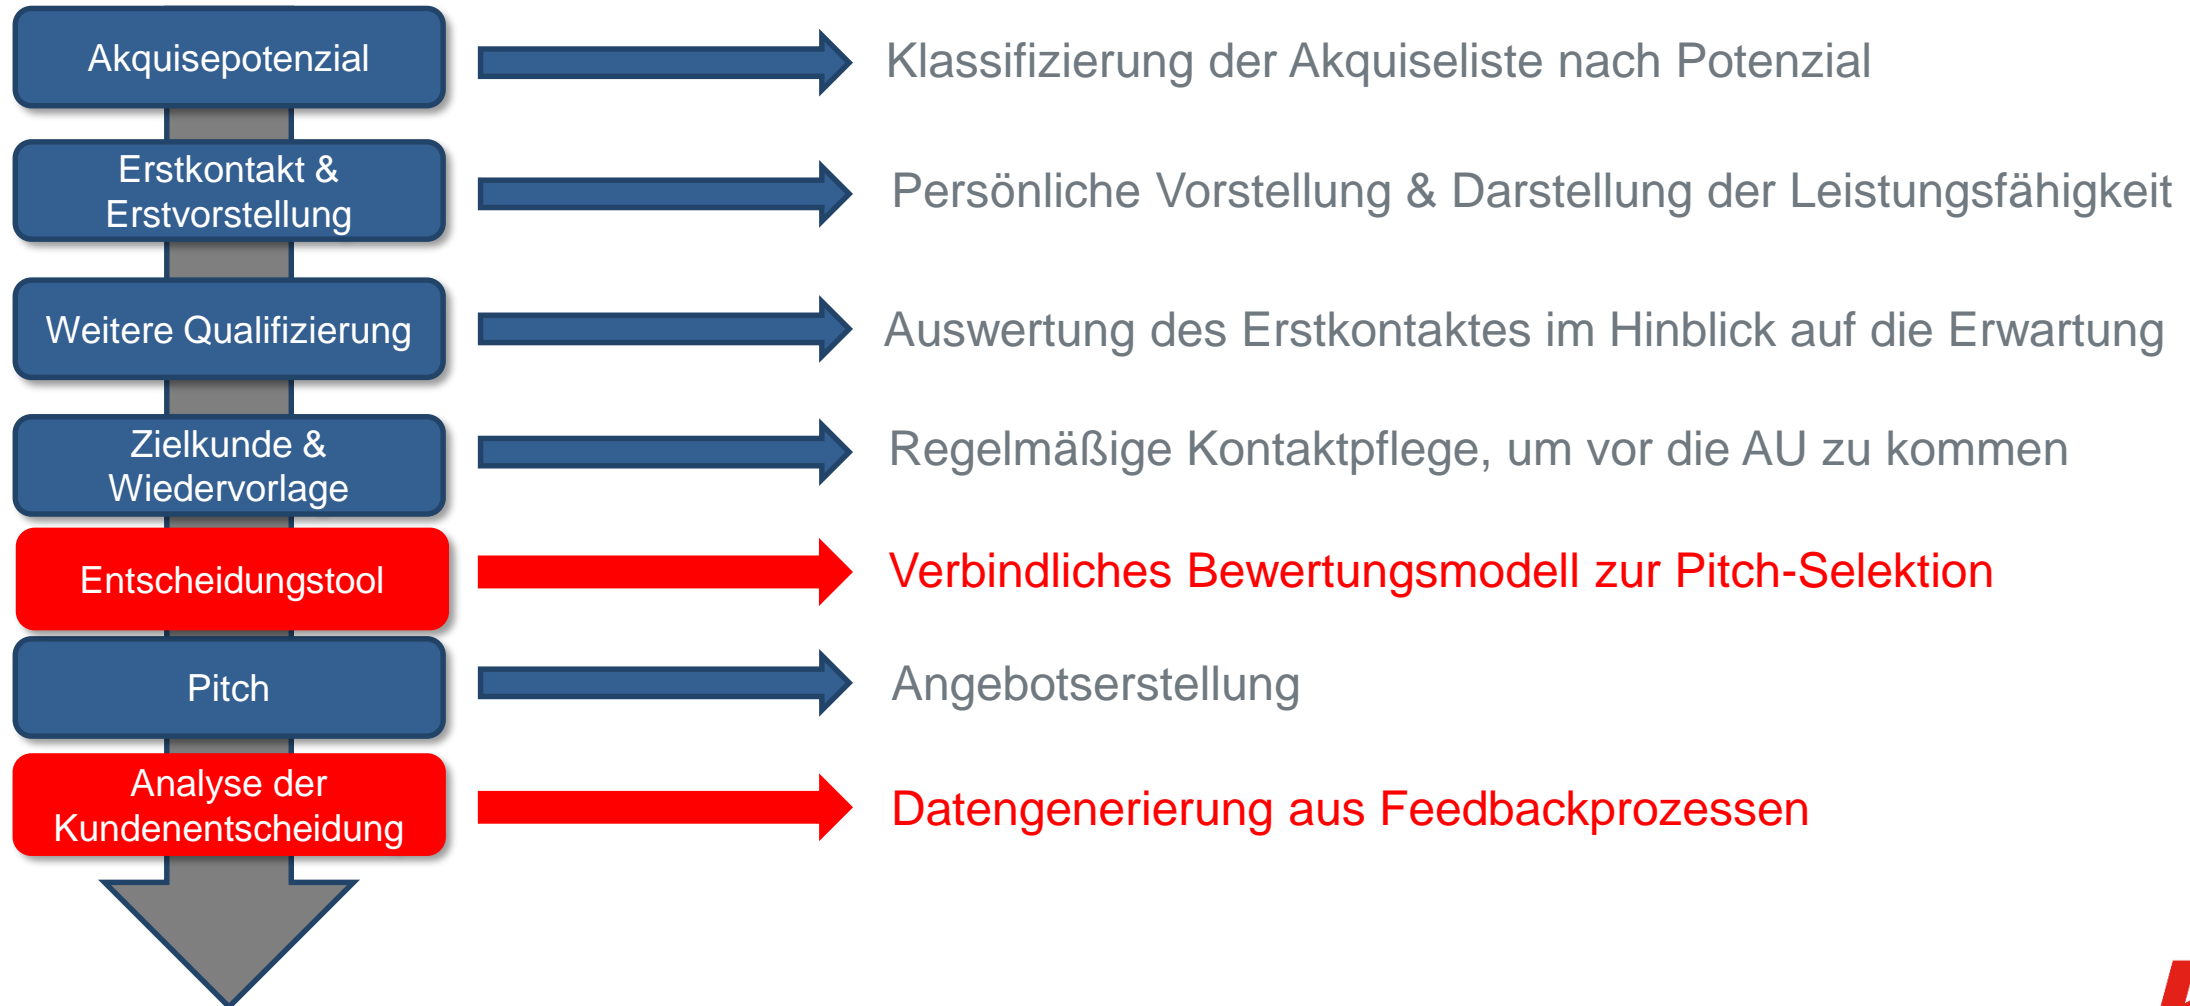 Akquisepotenzial
Klassifizierung der Akquiseliste nach Potenzial
Erstkontakt &
Erstvorstellung
Persönliche Vorstellung & Darstellung der Leistungsfähigkeit
Weitere Qualifizierung
Auswertung des Erstkontaktes im Hinblick auf die Erwartung
Zielkunde &
Wiedervorlage
Regelmäßige Kontaktpflege, um vor die AU zu kommen
Entscheidungstool
Verbindliches Bewertungsmodell zur Pitch-Selektion
Pitch
Angebotserstellung
Analyse der
Kundenentscheidung
Datengenerierung aus Feedbackprozessen